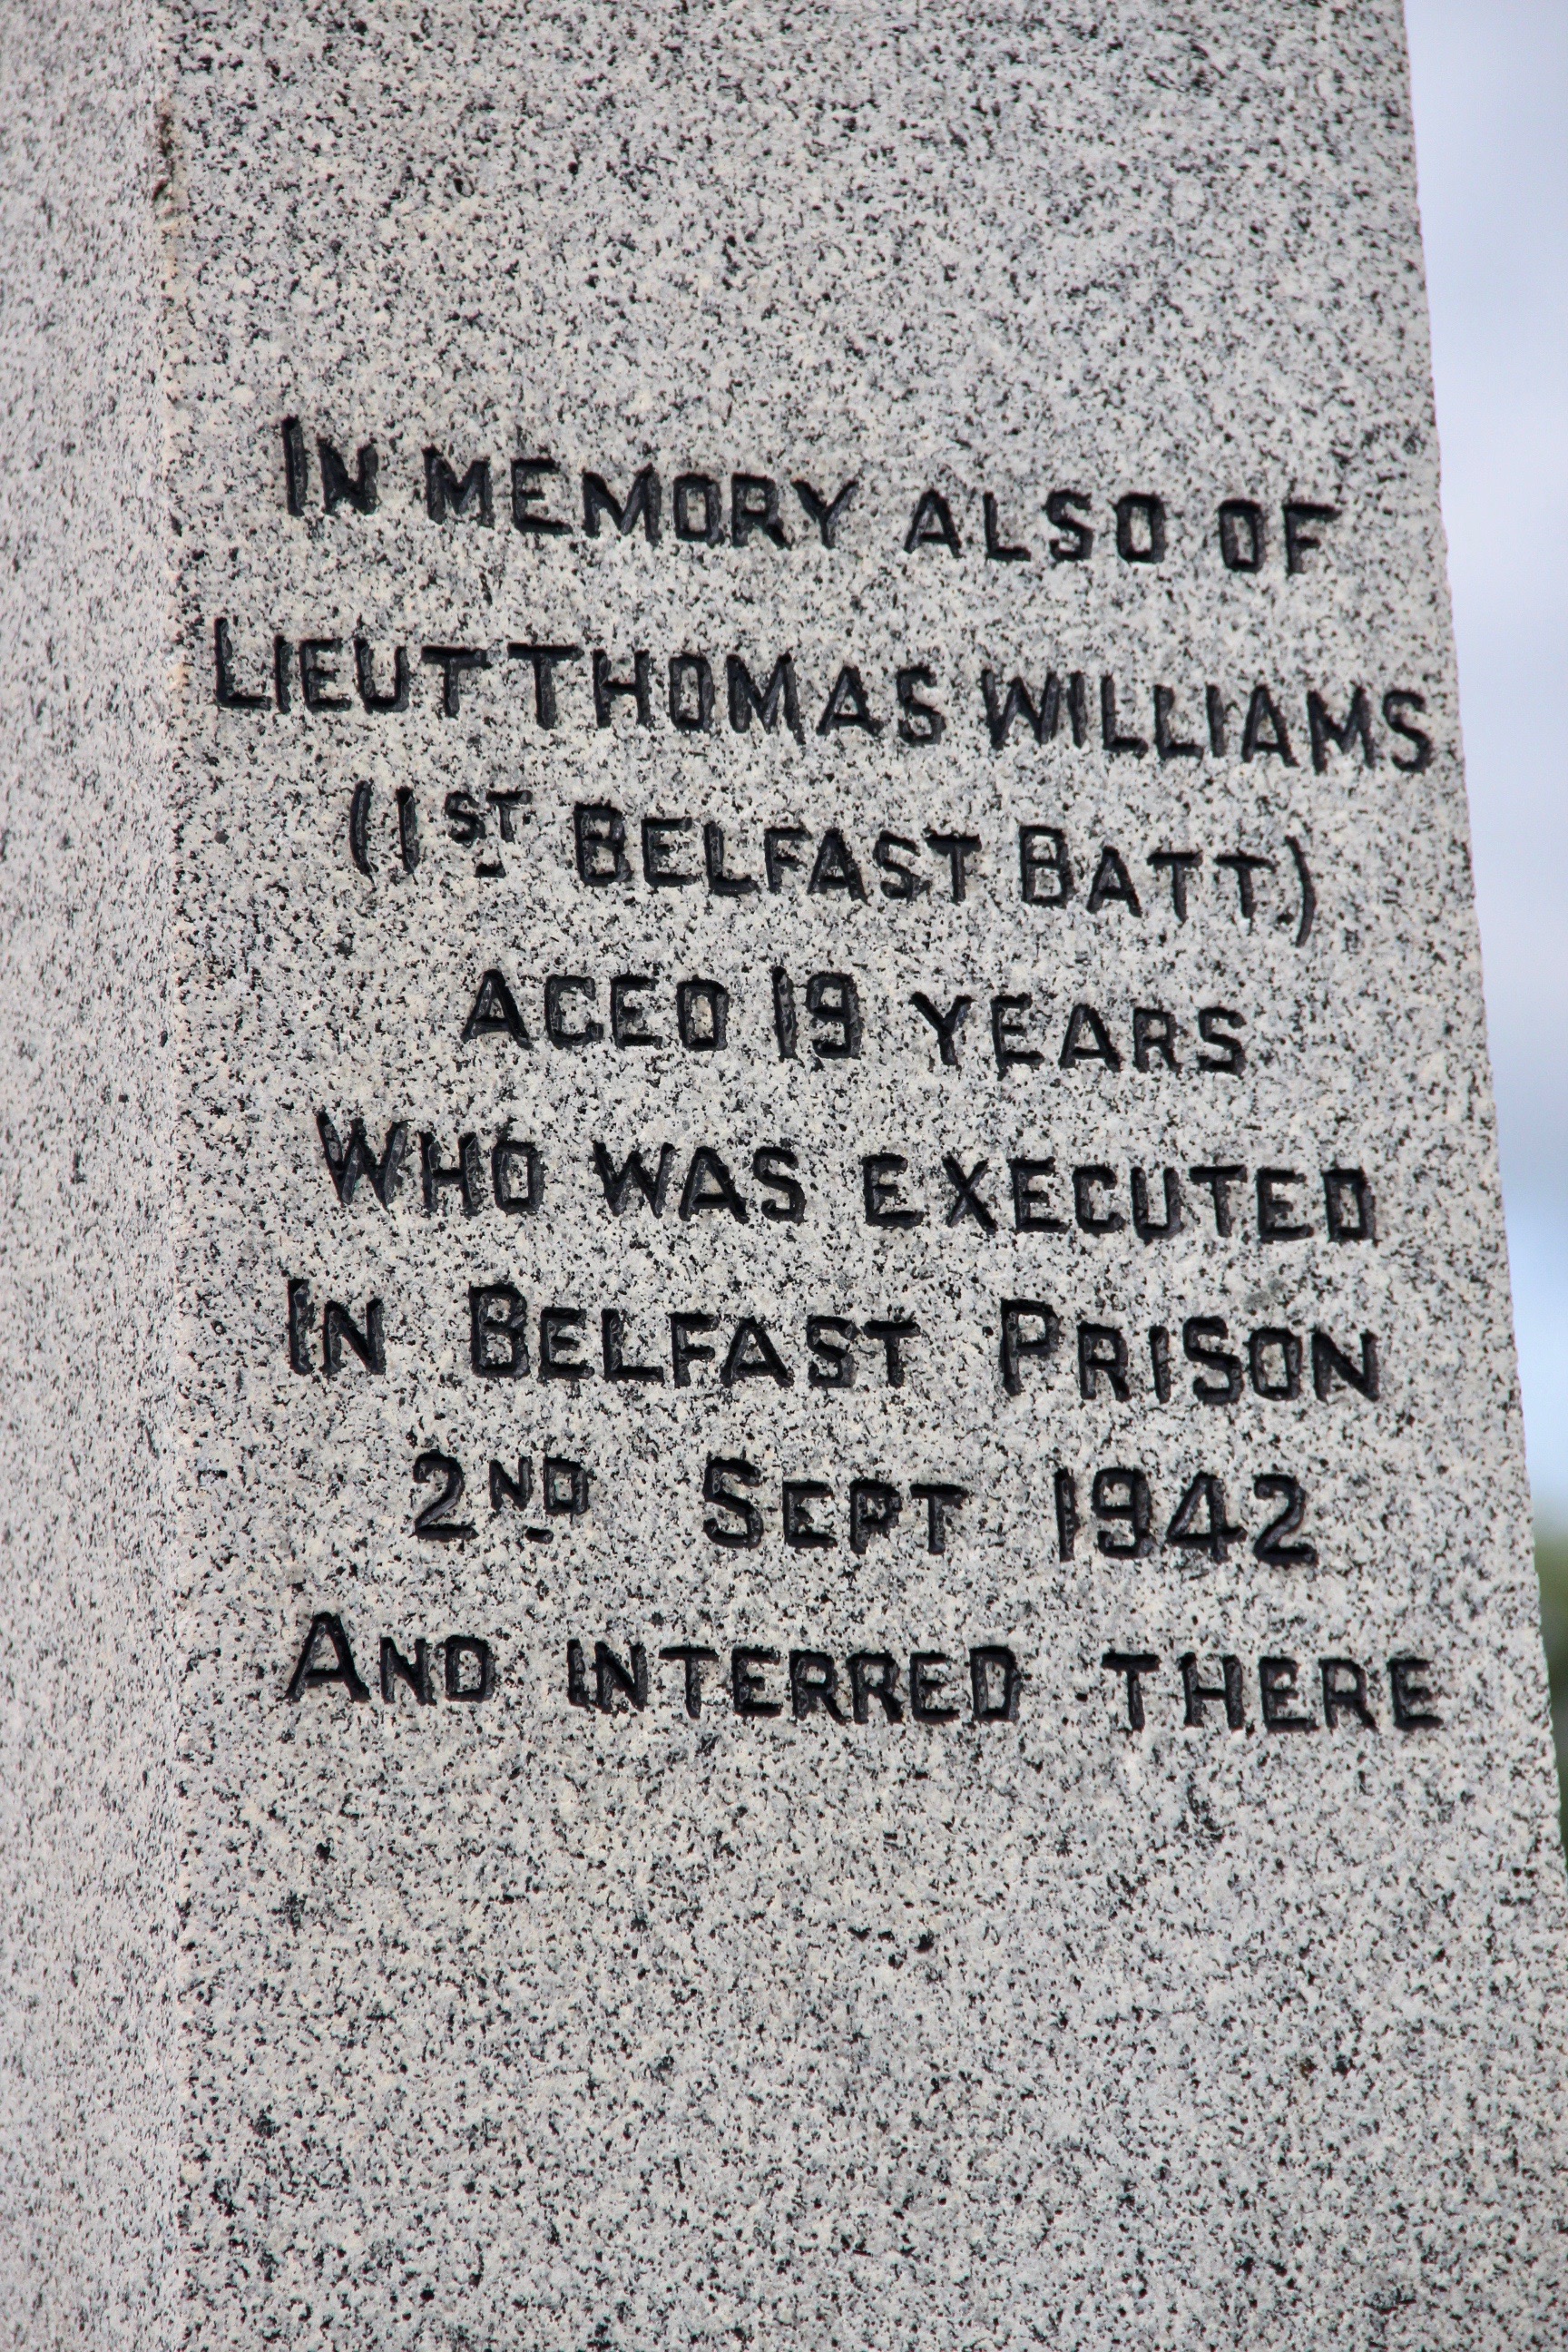 IN MEMORY ALSO OF
LIEUT THOMAS WILLIAMS
(1ST BELFAST BATT)
AGED 19 YEARS
WHO WAS EXECUTED
IN BELFAST PRISON
2ND SEPT 1942
AND INTERRED THERE